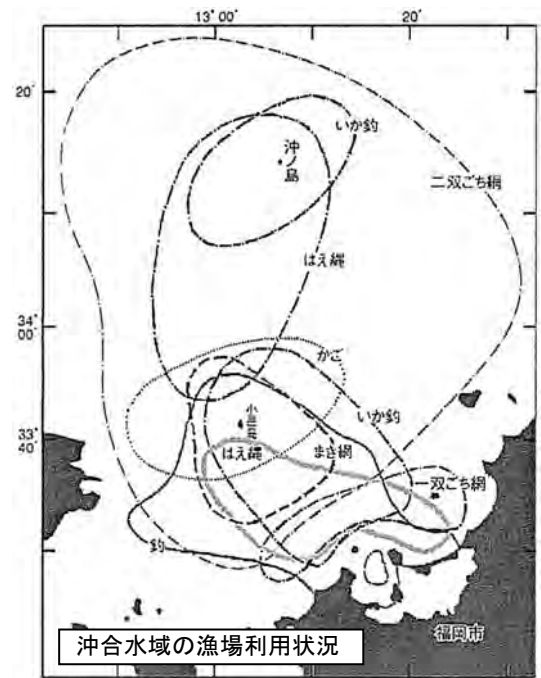 13°00′
20′
20′
いか釣
沖ノ島
二双ごち網
はえ縄
34°
00′
かご
小呂島
いか釣
33°
40′
はえ縄
まき網
双ごち網
釣
福岡市
沖合水域の漁場利用状況